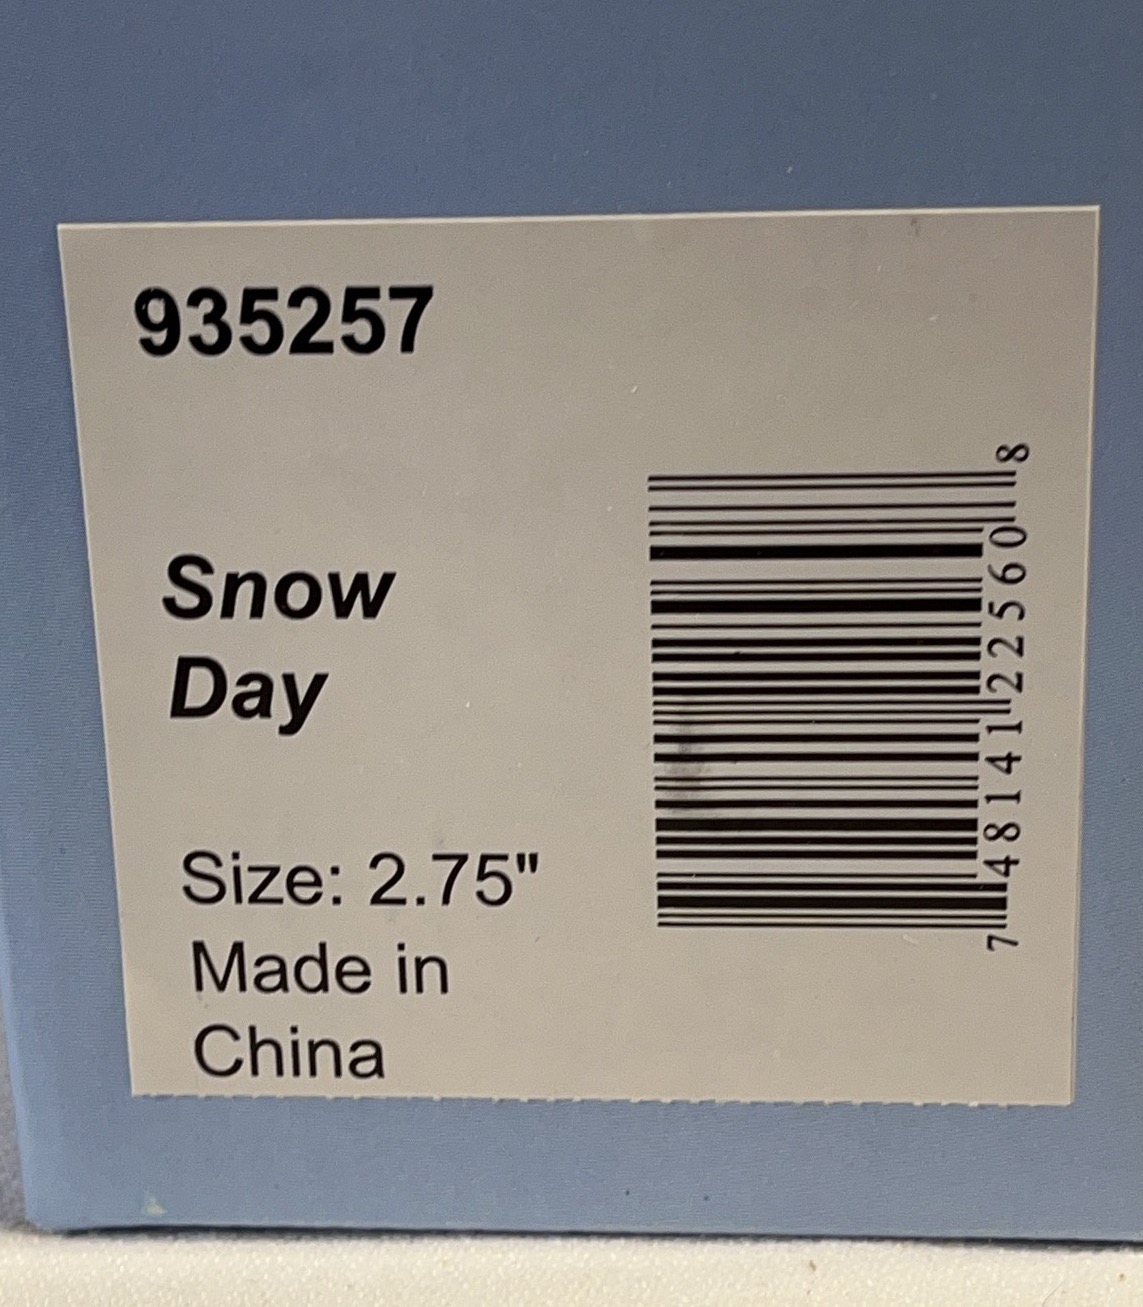 935257
Snow
Day
Size: 2.75"
Made in
China
7 48141 22560 8